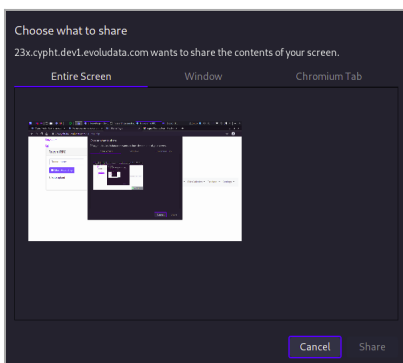 Choose what to share
23x.cypht.dev1.evoludata.com wants to share the contents of your screen.
Entire Screen
Window
Chromium Tab
Cancel
Share